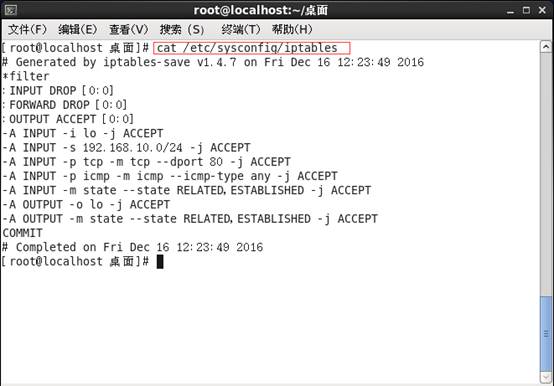 root@localhost:~/桌面
文件(F) 编辑(E) 查看(V) 搜索 (S) 终端(T) 帮助(H)
[root@localhost 桌面]# cat /etc/sysconfig/iptables
# Generated by iptables-save v1.4.7 on Fri Dec 16 12:23:49 2016
*filter
:INPUT DROP [0:0]
:FORWARD DROP [0:0]
:OUTPUT ACCEPT [0:0]
-A INPUT -i lo -j ACCEPT
-A INPUT -s 192.168.10.0/24 -j ACCEPT
-A INPUT -p tcp -m tcp --dport 80 -j ACCEPT
-A INPUT -p icmp -m icmp --icmp-type any -j ACCEPT
-A INPUT -m state --state RELATED,ESTABLISHED -j ACCEPT
-A OUTPUT -o lo -j ACCEPT
-A OUTPUT -m state --state RELATED,ESTABLISHED -j ACCEPT
COMMIT
# Completed on Fri Dec 16 12:23:49 2016
[root@localhost 桌面]#